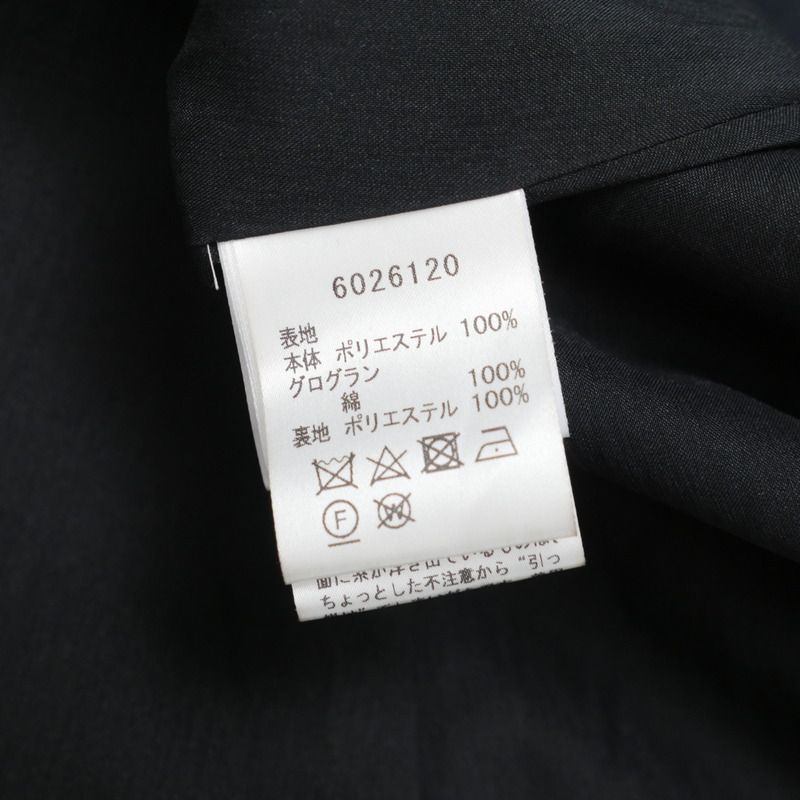 6026120
表地
本体 ポリエステル 100%
グログラン
綿 100%
裏地 ポリエステル 100%
F
W
ちょっとした不注意から“引っ